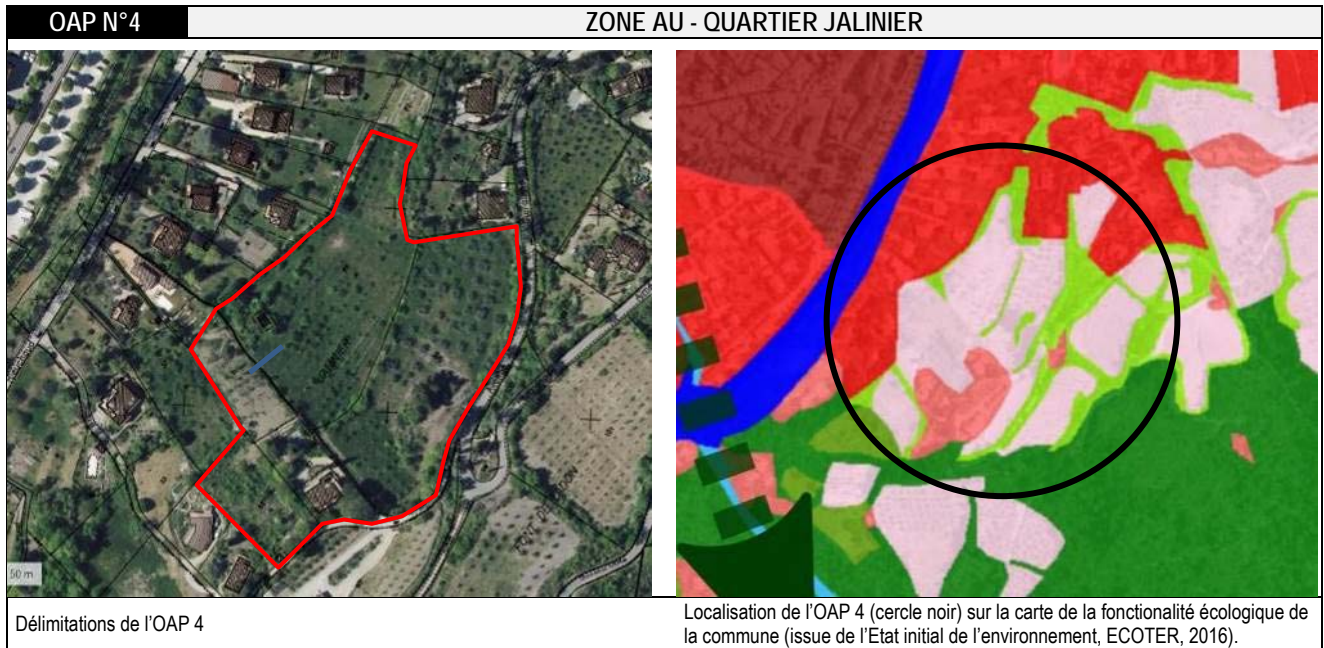 OAP N°4
ZONE AU - QUARTIER JALINIER
50 m
Délimitations de l'OAP 4
Localisation de l'OAP 4 (cercle noir) sur la carte de la fonctionalité écologique de
la commune (issue de l'Etat initial de l'environnement, ECOTER, 2016).